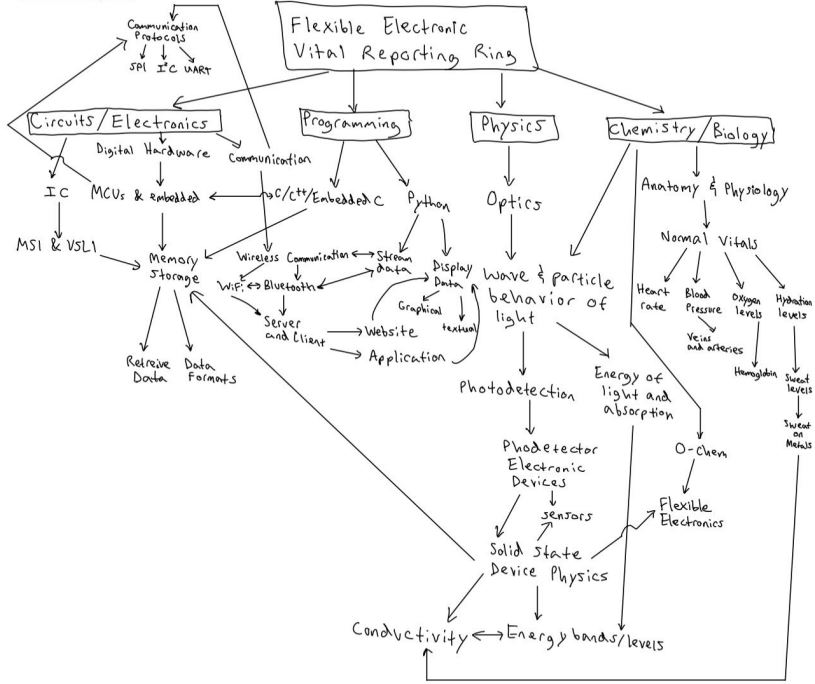 Communication
Protocols
SPI I²C UART
Flexible Electronic
Vital Reporting Ring
Circuits/Electronics
Programming
Physics
Chemistry/Biology
Digital Hardware
Communication
IC
MCUs & embedded
C/C++/Embedded C
Python
Optics
Anatomy & Physiology
MSI & VSLI
Memory
Storage
Wireless Communication
Stream
data
Display
Data
Normal Vitals
WiFi
Bluetooth
Graphical
textual
Wave & particle
behavior of
light
Heart
rate
Blood
Pressure
Oxygen
levels
Hydration
levels
Server
and Client
Website
Application
Veins
and arteries
Hemoglobin
Sweat
levels
Retreive
Data
Data
Formats
Photodetection
Energy of
light and
absorption
Sweat
on
Metals
Phodetector
Electronic
Devices
O-chem
sensors
Flexible
Electronics
Solid State
Device Physics
Conductivity
Energy bands/levels